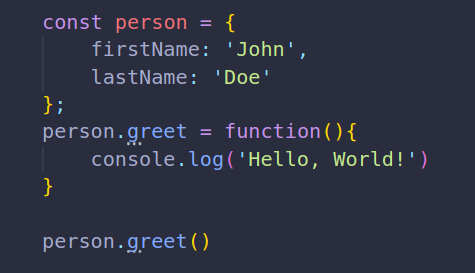 const person = {
    firstName: 'John',
    lastName: 'Doe'
};
person.greet = function(){
    console.log('Hello, World!')
}

person.greet()